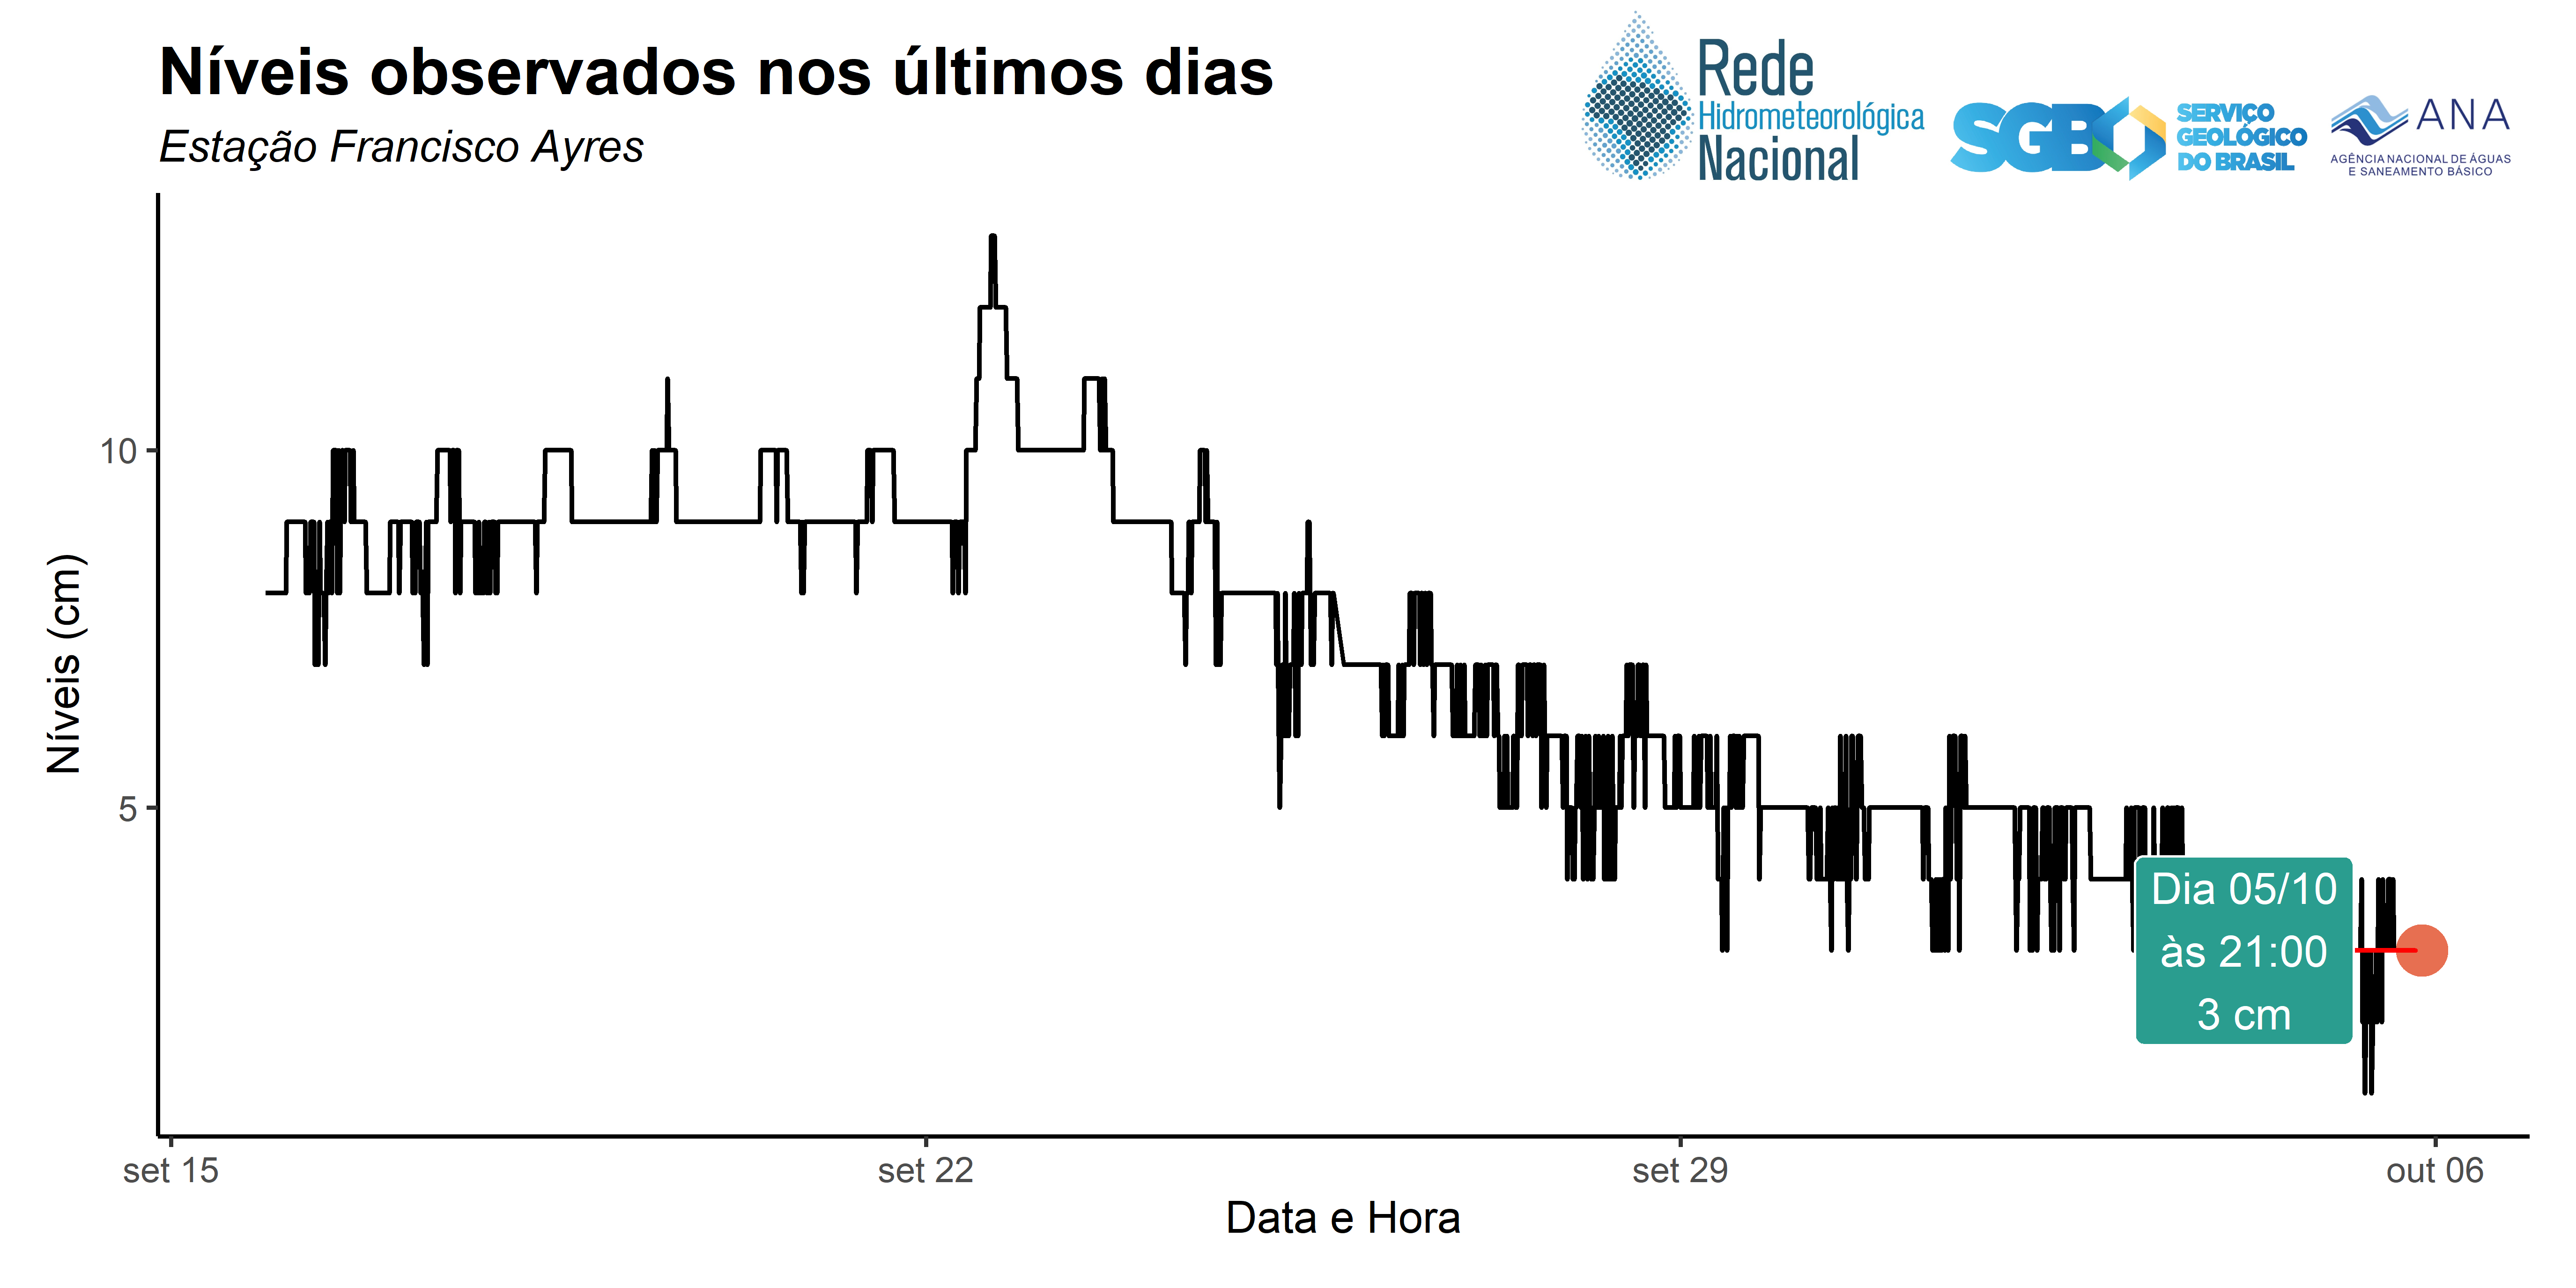 Níveis observados nos últimos dias
Estação Francisco Ayres
Rede
Hidrometeorológica
Nacional
SGB
SERVIÇO
GEOLÓGICO
DO BRASIL
ANA
AGÊNCIA NACIONAL DE ÁGUAS
E SANEAMENTO BÁSICO
Níveis (cm)
10
5
Dia 05/10
às 21:00
3 cm
set 15
set 22
set 29
out 06
Data e Hora